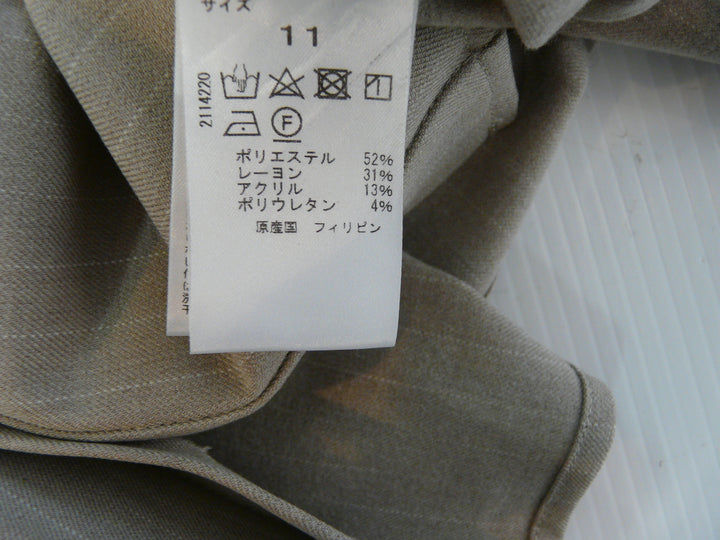 サイズ
11
2114220
F
ポリエステル 52%
レーヨン 31%
アクリル 13%
ポリウレタン 4%
原産国 フィリピン